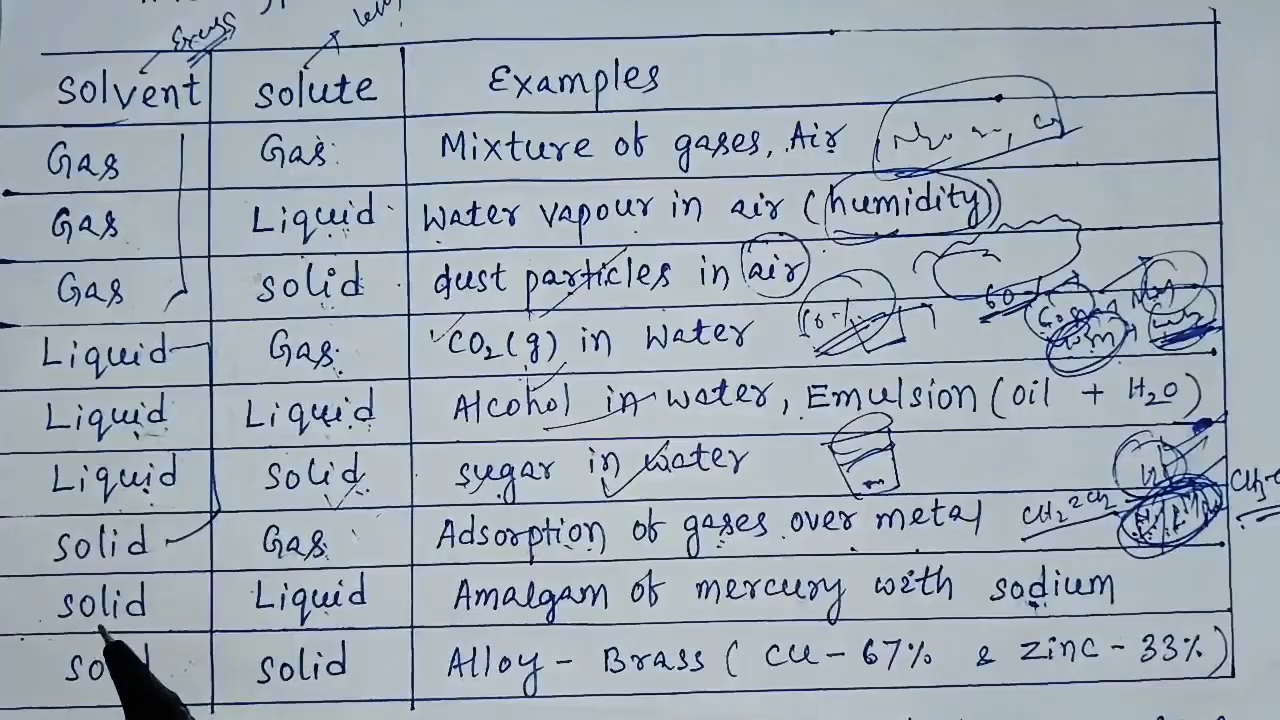 Excess
Solvent Solute Examples
Gas Gas Mixture of gases, Air
Gas Liquid Water vapour in air (humidity)
Gas Solid dust particles in air
Liquid Gas CO2(g) in Water
Liquid Liquid Alcohol in water, Emulsion (oil + H2O)
Liquid Solid sugar in water
Solid Gas Adsorption of gases over metal CH2=CH2
Solid Liquid Amalgam of mercury with sodium
Solid Alloy - Brass ( Cu - 67% & Zinc - 33%)